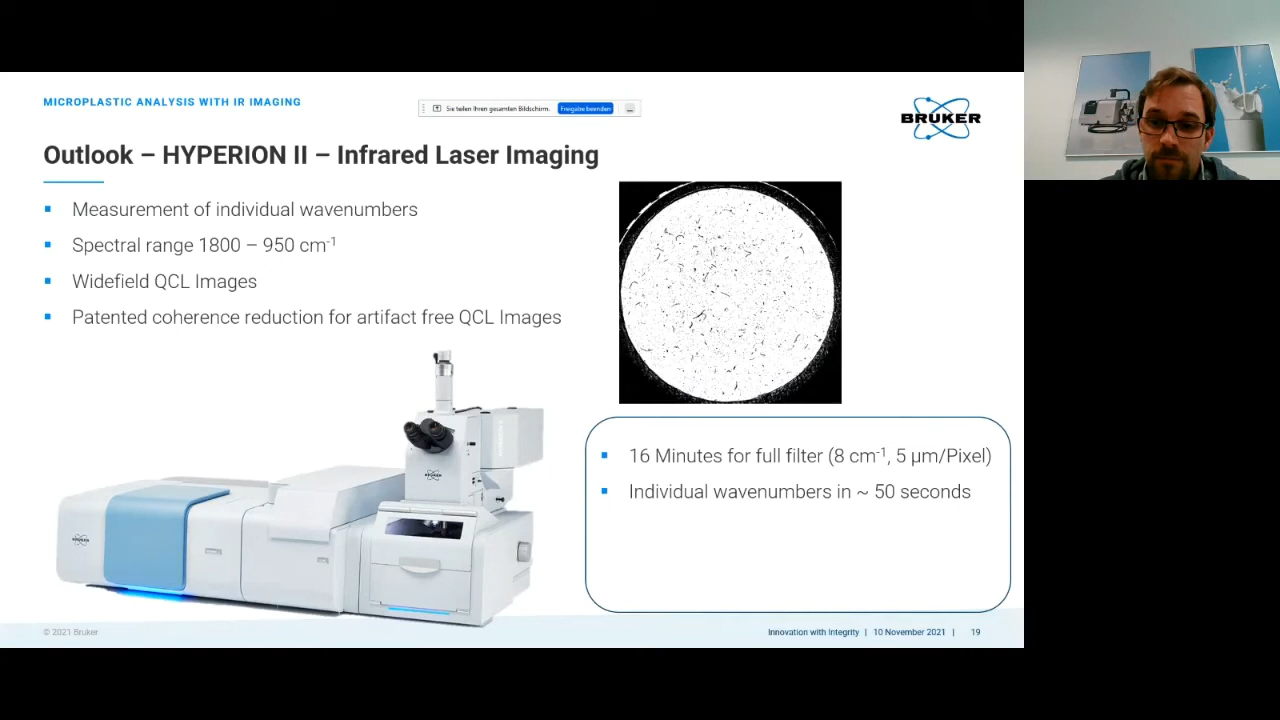 MICROPLASTIC ANALYSIS WITH IR IMAGING
Sie teilen Ihren gesamten Bildschirm. Freigabe beenden
BRUKER
Outlook – HYPERION II – Infrared Laser Imaging
▪ Measurement of individual wavenumbers
▪ Spectral range 1800 – 950 cm-1
▪ Widefield QCL Images
▪ Patented coherence reduction for artifact free QCL Images
BRUKER
▪ 16 Minutes for full filter (8 cm-1, 5 µm/Pixel)
▪ Individual wavenumbers in ~ 50 seconds
© 2021 Bruker
Innovation with Integrity | 10 November 2021 | 19